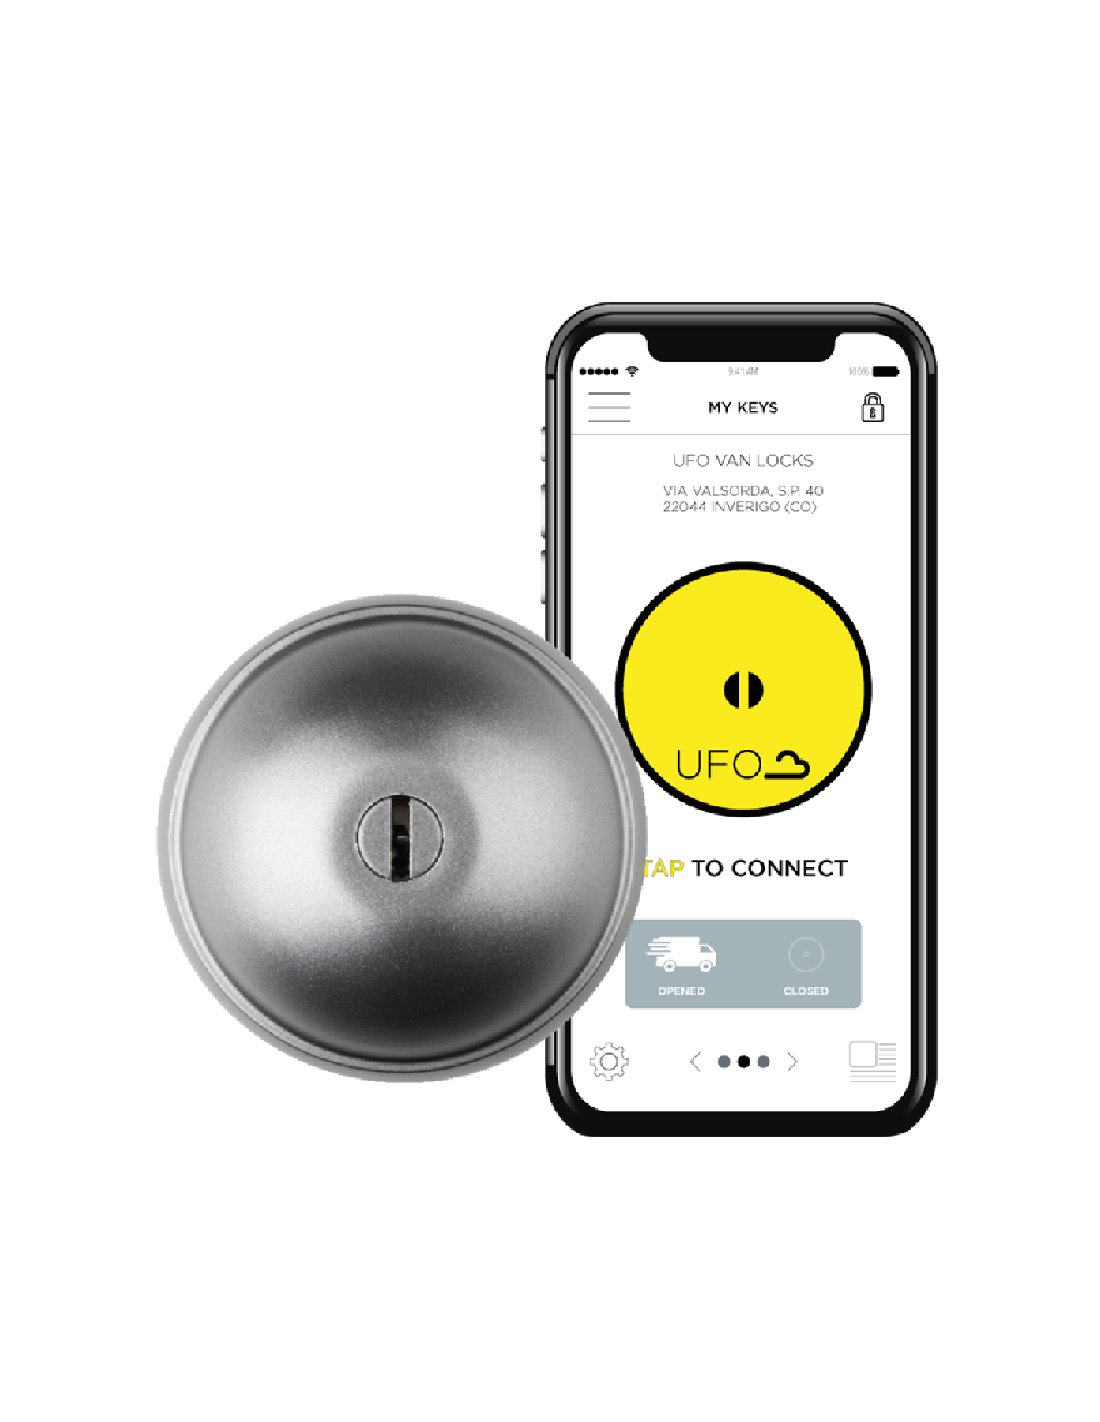 9:41 AM
100%
MY KEYS
UFO VAN LOCKS
VIA VALSORDA, S.P. 40
22044 INVERIGO (CO)
UFO
TAP TO CONNECT
OPENED
CLOSED